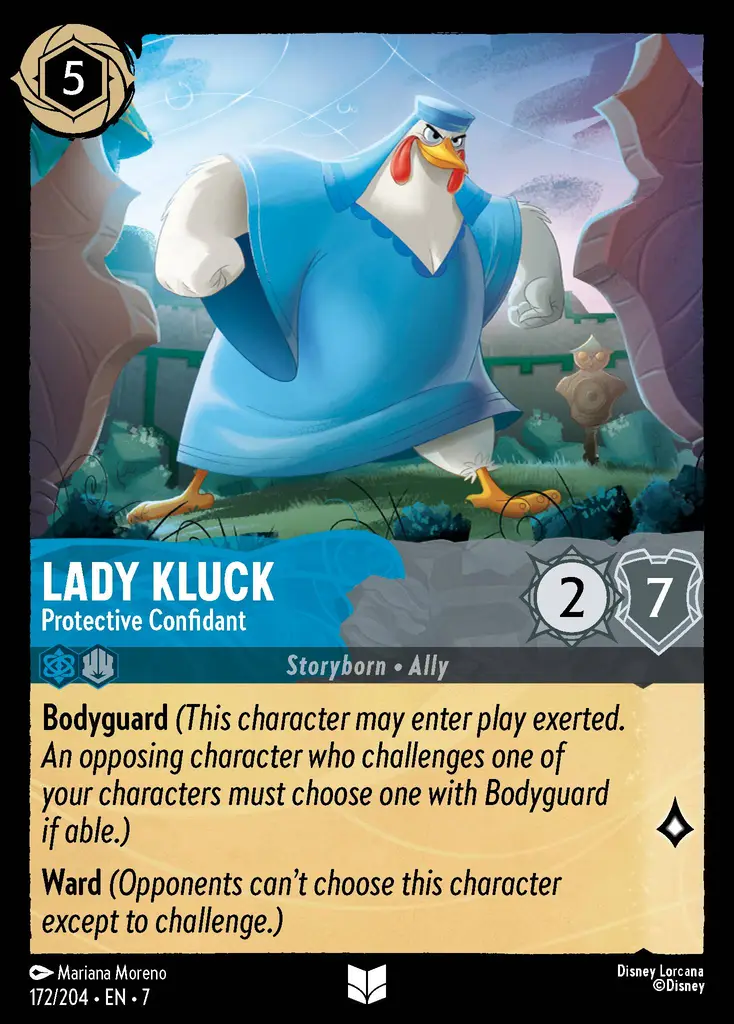 5
LADY KLUCK
Protective Confidant
2
7
Storyborn • Ally
Bodyguard (This character may enter play exerted.
An opposing character who challenges one of
your characters must choose one with Bodyguard
if able.)
Ward (Opponents can’t choose this character
except to challenge.)
Mariana Moreno
172/204 • EN • 7
Disney Lorcana
©Disney